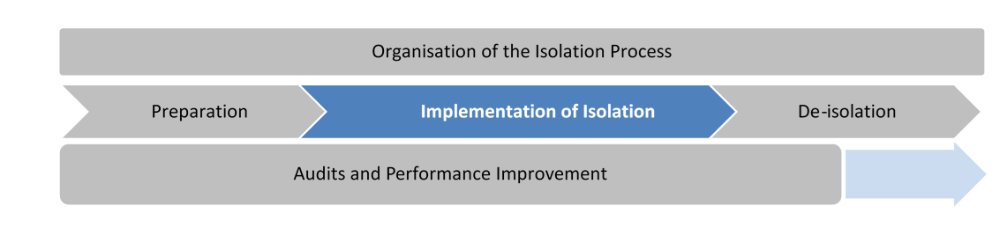 Organisation of the Isolation Process
Preparation
Implementation of Isolation
De-isolation
Audits and Performance Improvement